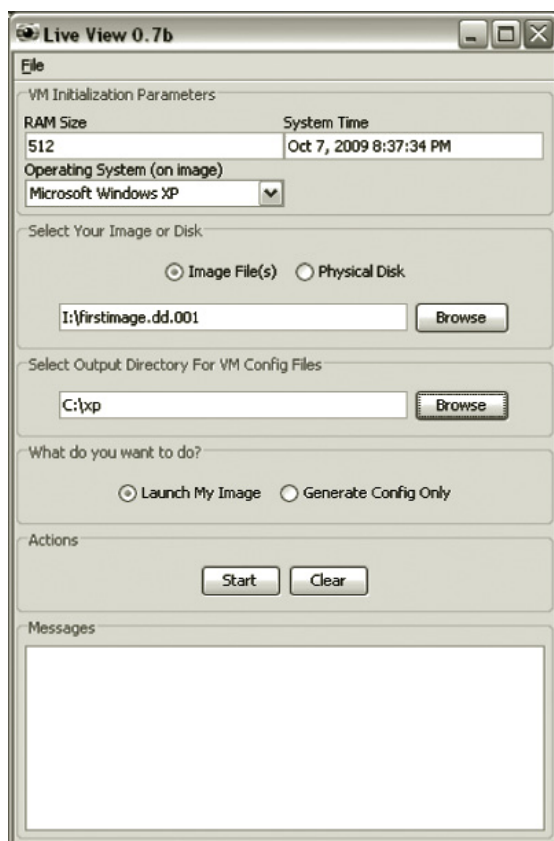 Live View 0.7b
File
VM Initialization Parameters
RAM Size System Time
512 Oct 7, 2009 8:37:34 PM
Operating System (on image)
Microsoft Windows XP
Select Your Image or Disk
Image File(s) Physical Disk
I:\firstimage.dd.001 Browse
Select Output Directory For VM Config Files
C:\xp Browse
What do you want to do?
Launch My Image Generate Config Only
Actions
Start Clear
Messages